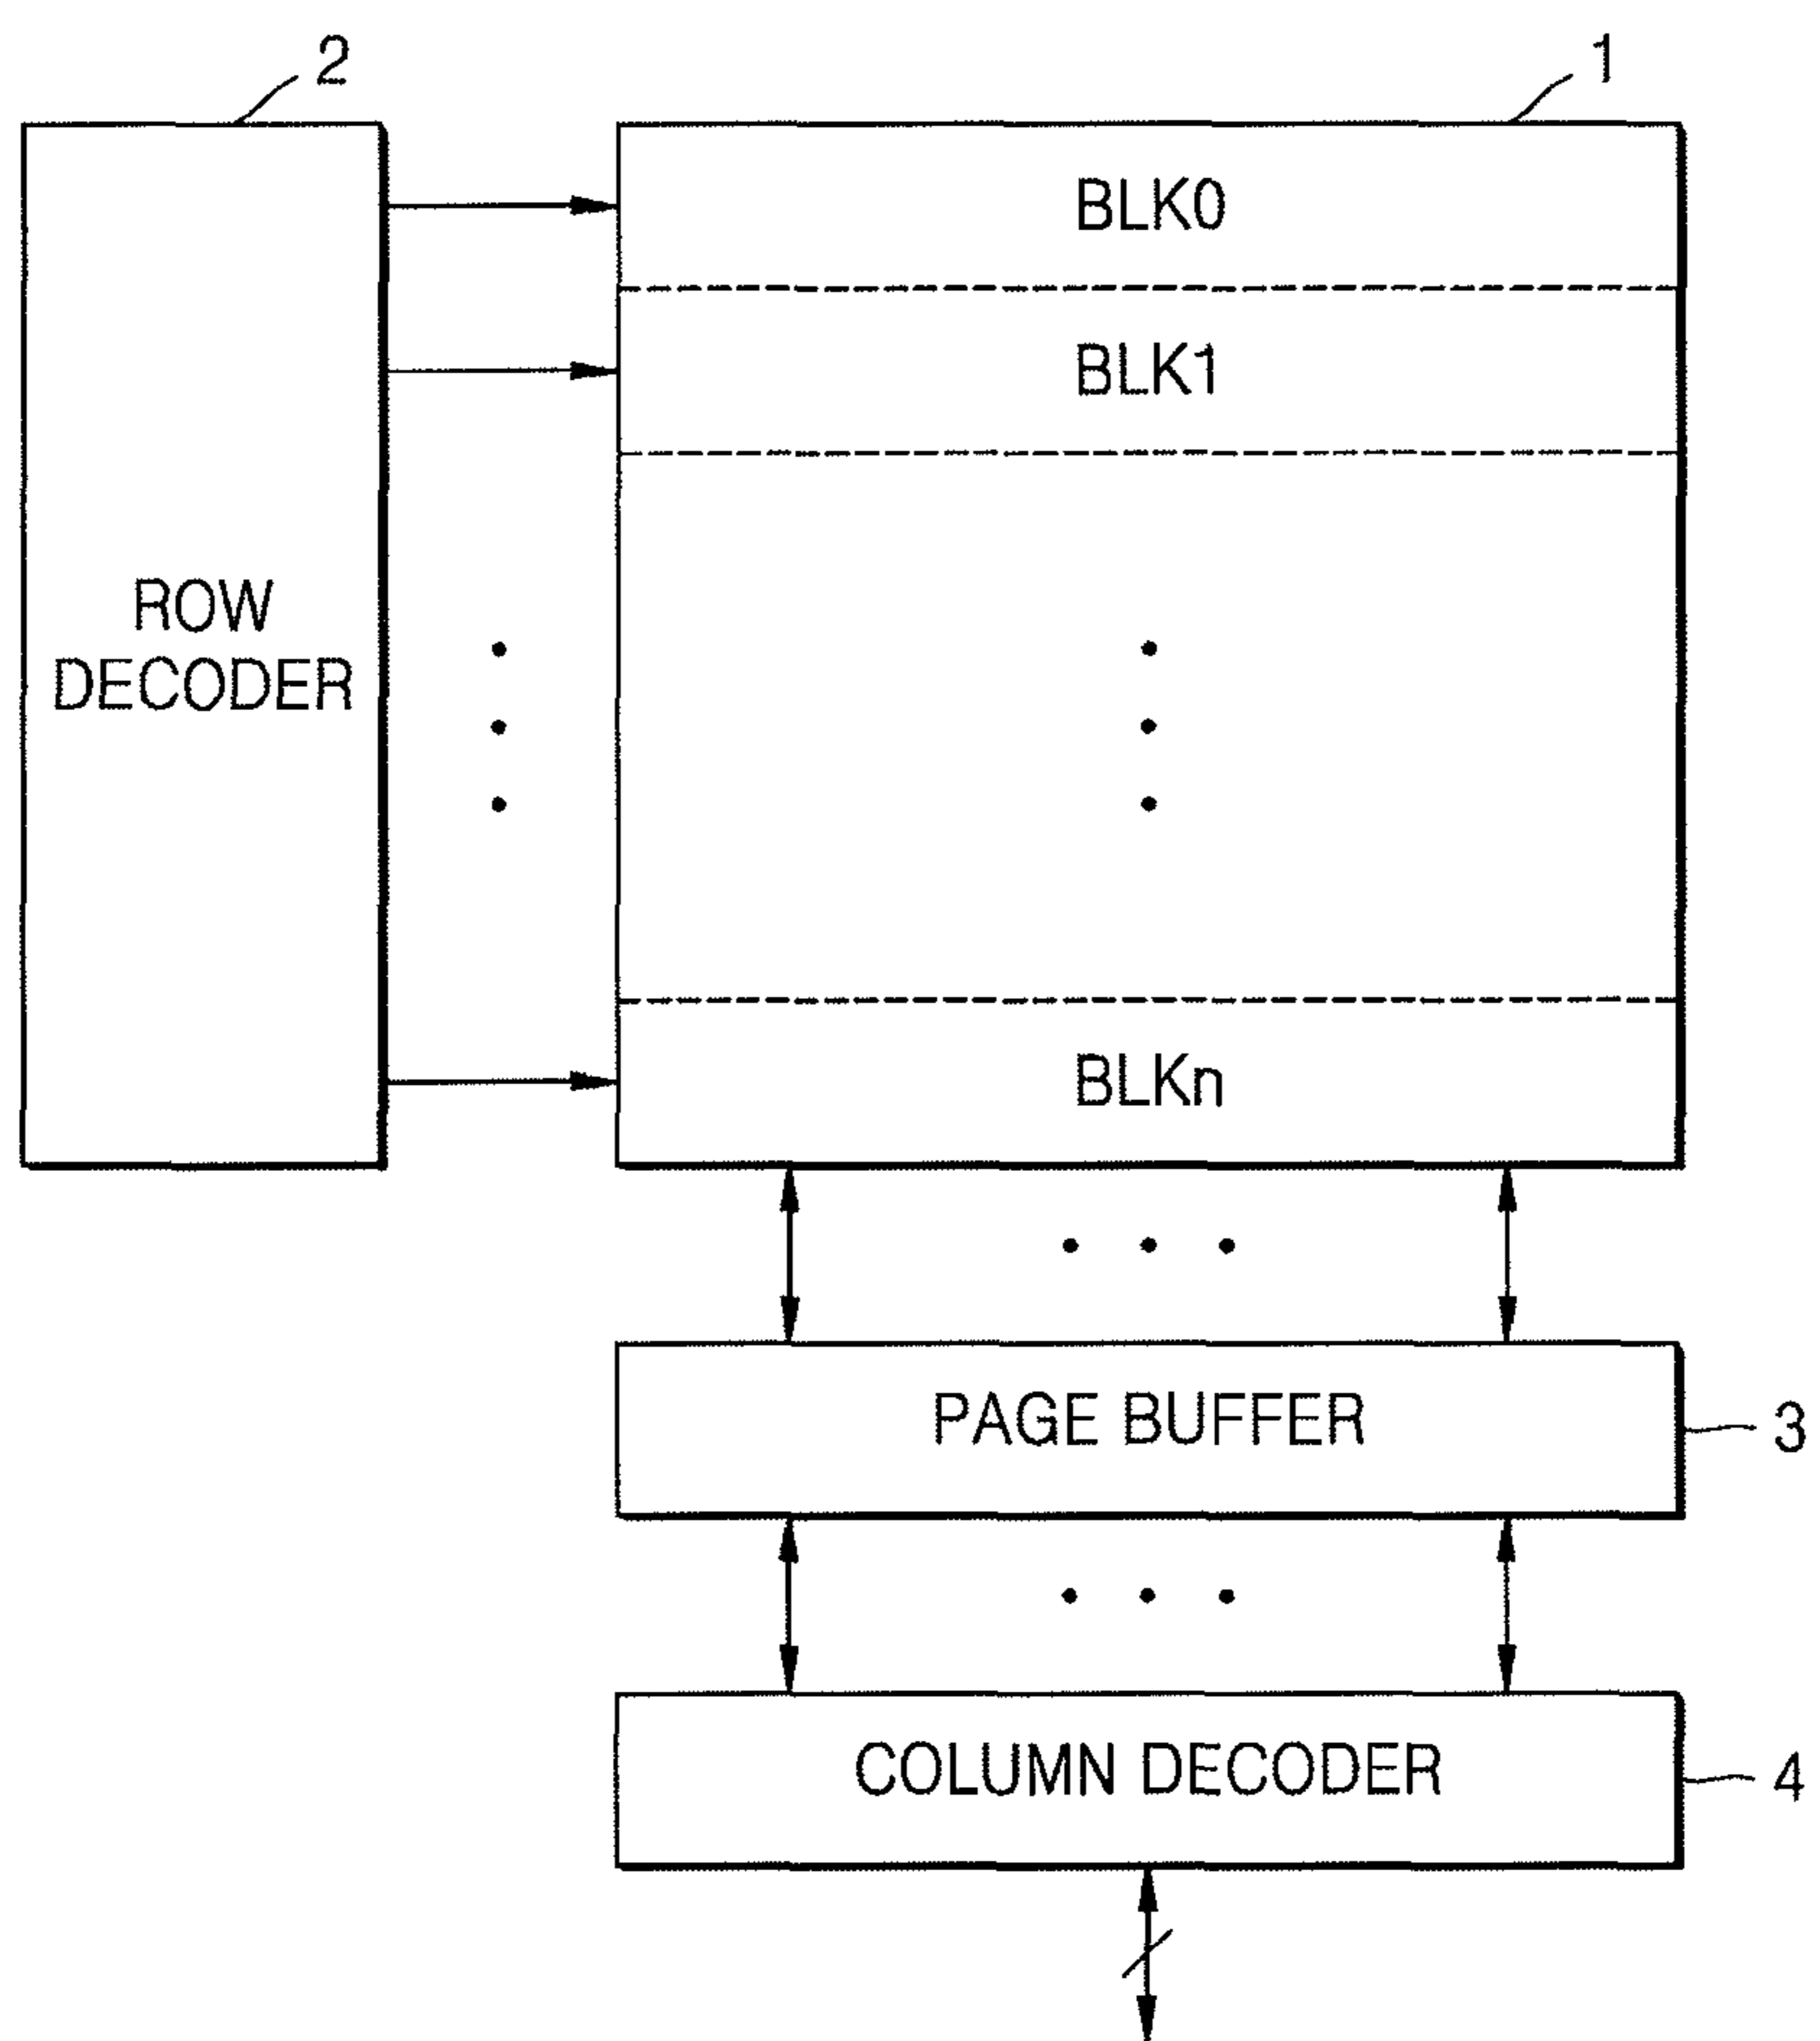 2
1
BLK0
BLK1
ROW
DECODER
BLKn
PAGE BUFFER
3
COLUMN DECODER
4